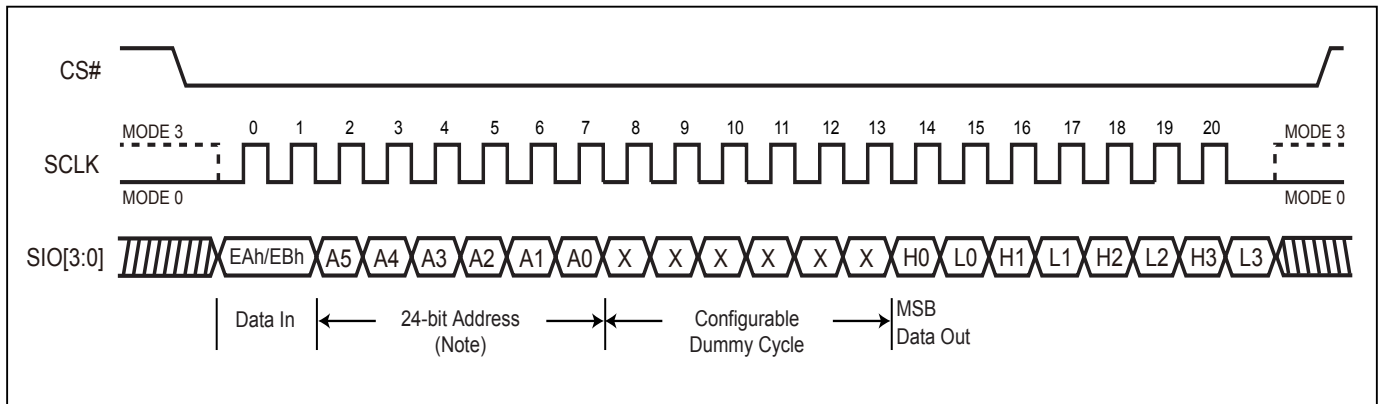 CS#
MODE 3 0 1 2 3 4 5 6 7 8 9 10 11 12 13 14 15 16 17 18 19 20 MODE 3
SCLK
MODE 0 MODE 0
SIO[3:0] EAh/EBh A5 A4 A3 A2 A1 A0 X X X X X X H0 L0 H1 L1 H2 L2 H3 L3
Data In 24-bit Address Configurable MSB
(Note) Dummy Cycle Data Out